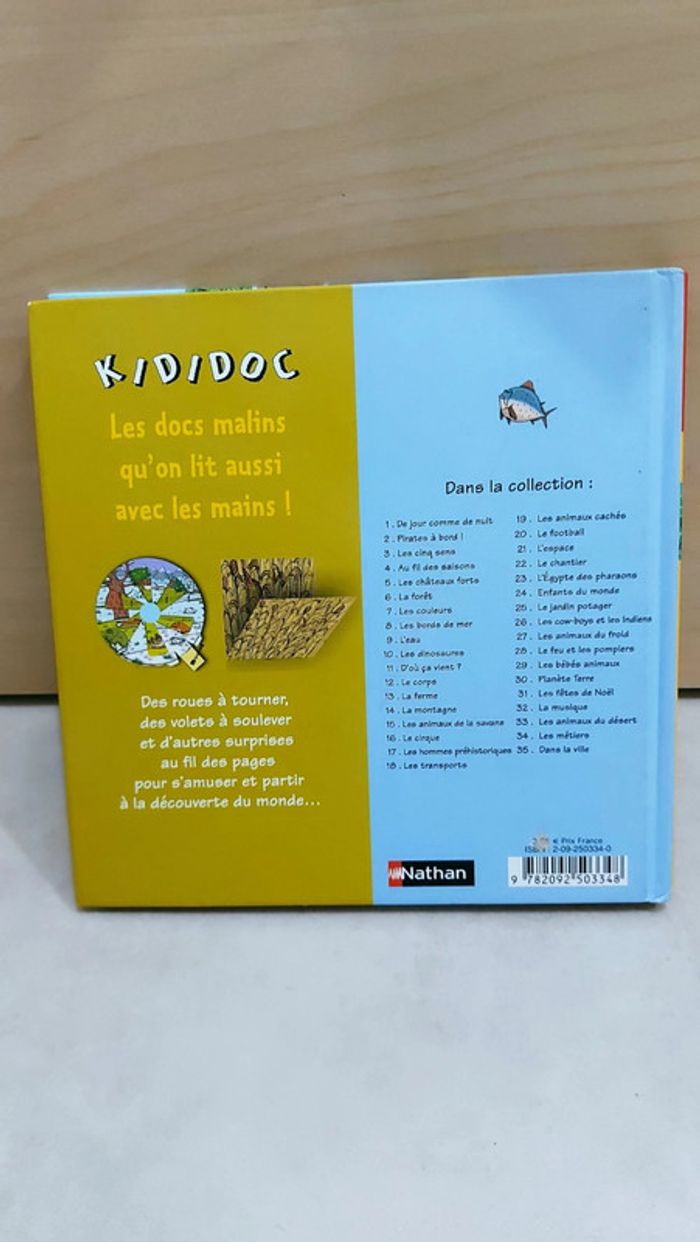 KIDIDOC
Les docs malins
qu'on lit aussi
avec les mains !
Des roues à tourner,
des volets à soulever
et d'autres surprises
au fil des pages
pour s'amuser et partir
à la découverte du monde...
Dans la collection :
1 . De jour comme de nuit
2 . Pirates à bord !
3 . Les cinq sens
4 . Au fil des saisons
5 . Les châteaux forts
6 . La forêt
7 . Les couleurs
8 . Les bords de mer
9 . L'eau
10 . Les dinosaures
11 . D'où ça vient ?
12 . Le corps
13 . La ferme
14 . La montagne
15 . Les animaux de la savane
16 . Le cirque
17 . Les hommes préhistoriques
18 . Les transports
19 . Les animaux cachés
20 . Le football
21 . L'espace
22 . Le chantier
23 . L'Égypte des pharaons
24 . Enfants du monde
25 . Le jardin potager
26 . Les cow-boys et les Indiens
27 . Les animaux du froid
28 . Le feu et les pompiers
29 . Les bébés animaux
30 . Planète Terre
31 . Les fêtes de Noël
32 . La musique
33 . Les animaux du désert
34 . Les métiers
35 . Dans la ville
Nathan
€ Prix France
2-09-250334-0
9 782092 503348